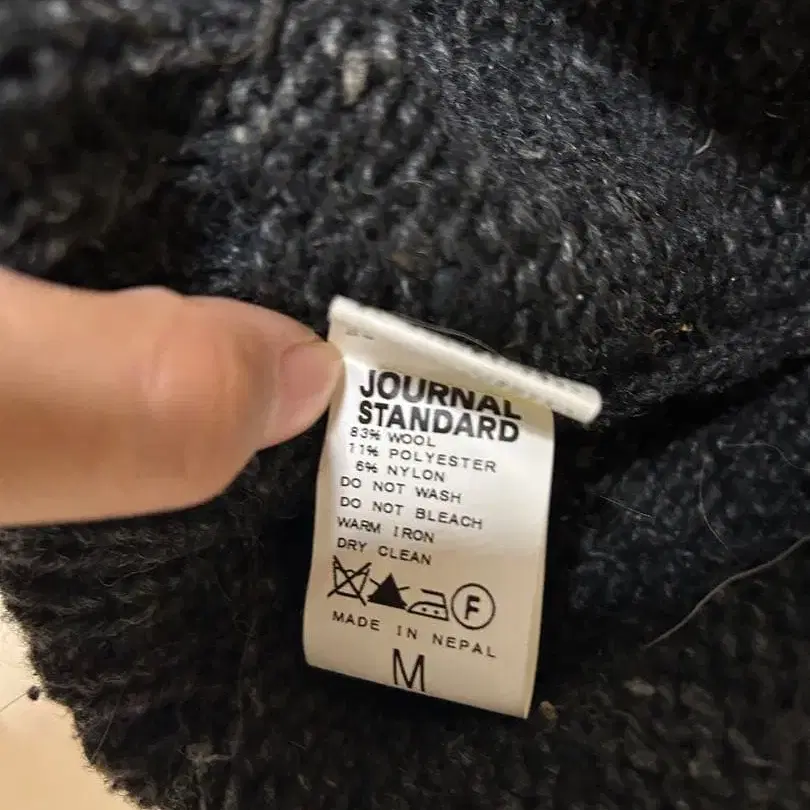 JOURNAL
STANDARD
83% WOOL
11% POLYESTER
6% NYLON
DO NOT WASH
DO NOT BLEACH
WARM IRON
DRY CLEAN
F
MADE IN NEPAL
M